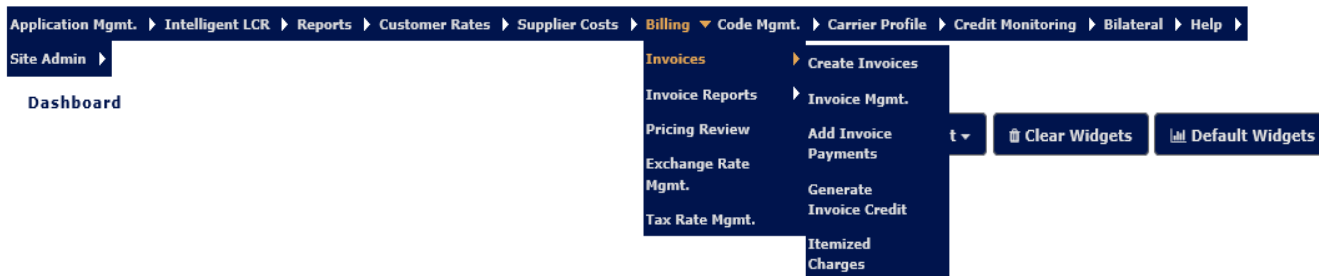 Application Mgmt. Intelligent LCR Reports Customer Rates Supplier Costs Billing Code Mgmt. Carrier Profile Credit Monitoring Bilateral Help
Site Admin
Invoices
Invoice Reports
Pricing Review
Exchange Rate
Mgmt.
Tax Rate Mgmt.
Create Invoices
Invoice Mgmt.
Add Invoice
Payments
Generate
Invoice Credit
Itemized
Charges
Dashboard
t
Clear Widgets
Default Widgets